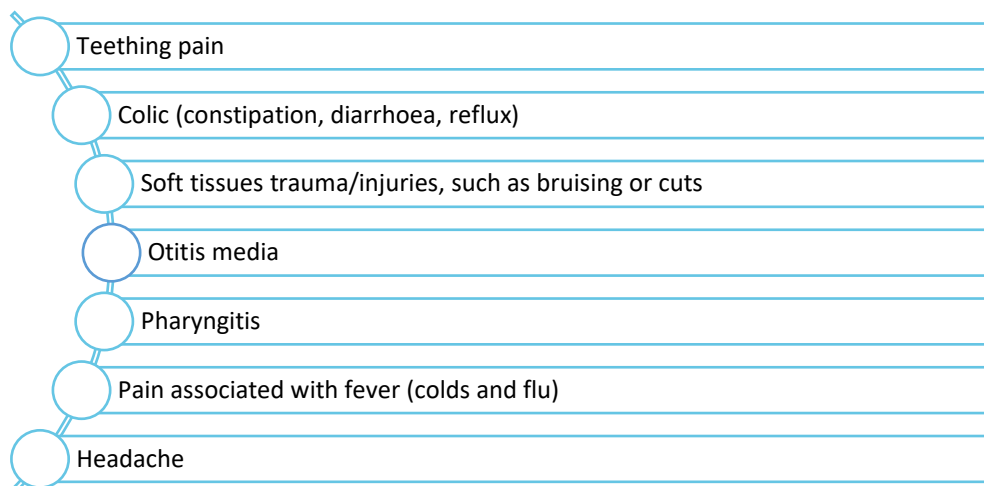 Teething pain
Colic (constipation, diarrhoea, reflux)
Soft tissues trauma/injuries, such as bruising or cuts
Otitis media
Pharyngitis
Pain associated with fever (colds and flu)
Headache